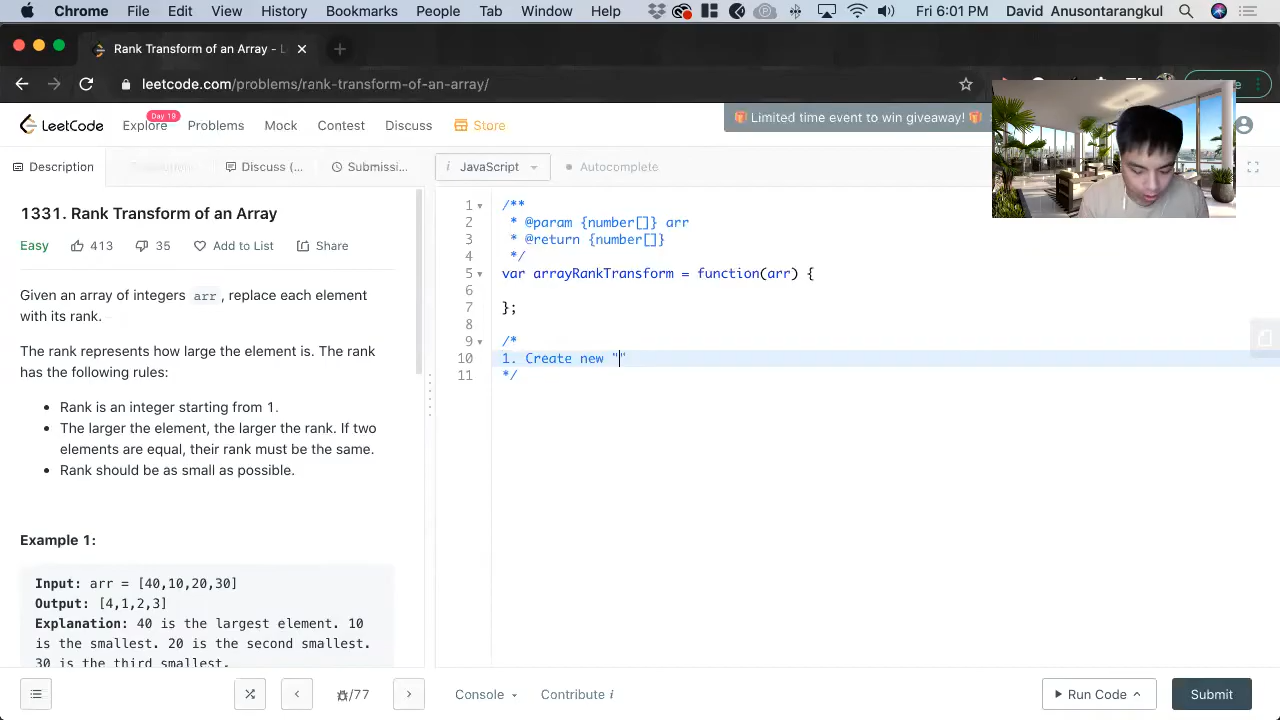 Chrome File Edit View History Bookmarks People Tab Window Help Fri 6:01 PM David Anusontarangkul
Rank Transform of an Array - L
leetcode.com/problems/rank-transform-of-an-array/
LeetCode Explore Day 19 Problems Mock Contest Discuss Store
🎁 Limited time event to win giveaway! 🎁
Description Discuss (... Submissi... i JavaScript Autocomplete
1331. Rank Transform of an Array
Easy 413 35 Add to List Share
Given an array of integers arr , replace each element
with its rank.
The rank represents how large the element is. The rank
has the following rules:
• Rank is an integer starting from 1.
• The larger the element, the larger the rank. If two
elements are equal, their rank must be the same.
• Rank should be as small as possible.
Example 1:
Input: arr = [40,10,20,30]
Output: [4,1,2,3]
Explanation: 40 is the largest element. 10
is the smallest. 20 is the second smallest.
30 is the third smallest.
1 /**
2 * @param {number[]} arr
3 * @return {number[]}
4 */
5 var arrayRankTransform = function(arr) {
6
7 };
8
9 /*
10 1. Create new ""
11 */
/77 Console Contribute i Run Code Submit